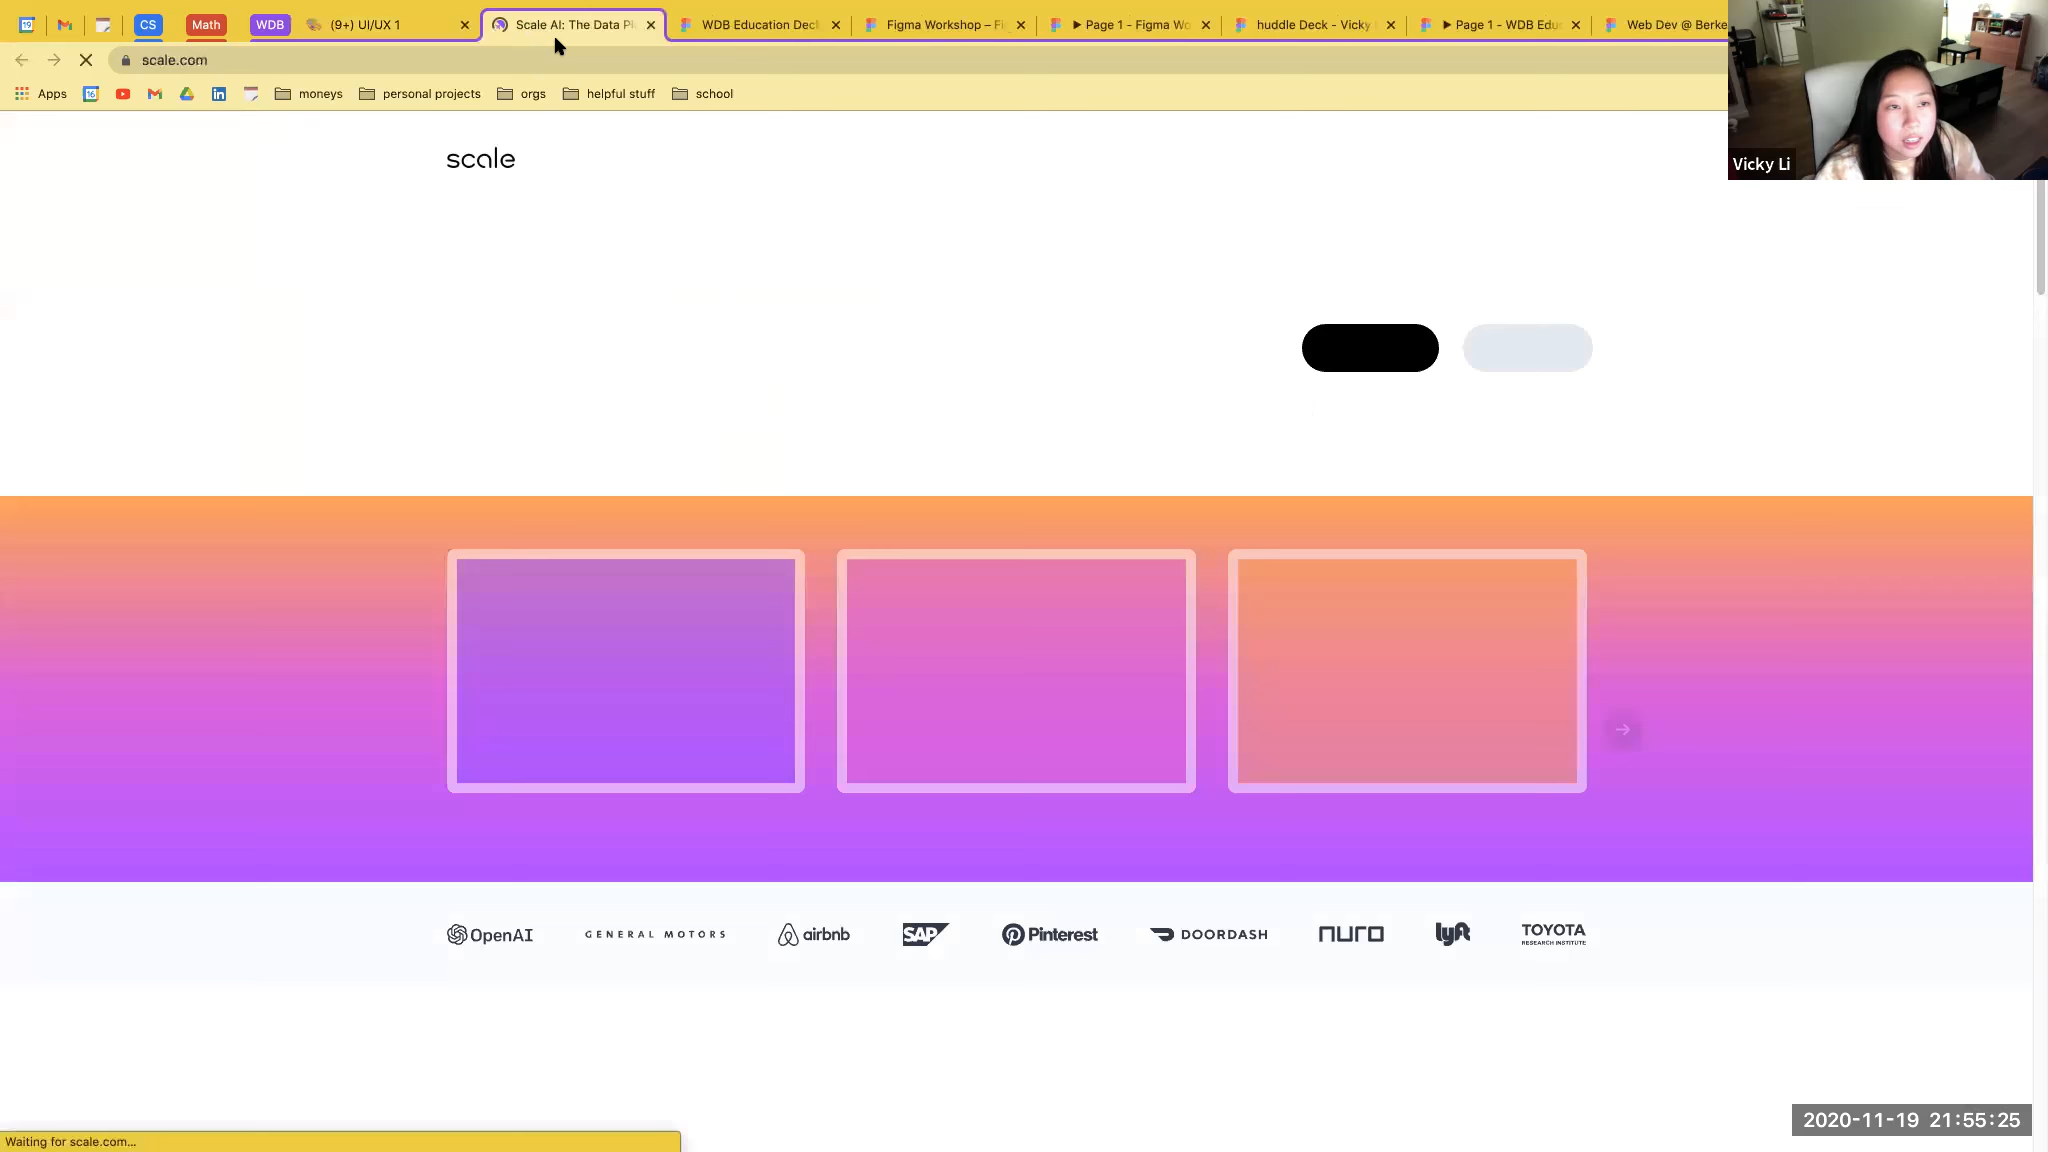 CS
Math
WDB
(9+) UI/UX 1
Scale AI: The Data Pl
WDB Education Deck
Figma Workshop – Fig
▶ Page 1 - Figma Wo
huddle Deck - Vicky
▶ Page 1 - WDB Edu
Web Dev @ Berke
scale.com
Apps
moneys
personal projects
orgs
helpful stuff
school
Vicky Li
scale
OpenAI
GENERAL MOTORS
airbnb
SAP
Pinterest
DOORDASH
nuro
lyft
TOYOTA
RESEARCH INSTITUTE
Waiting for scale.com...
2020-11-19 21:55:25